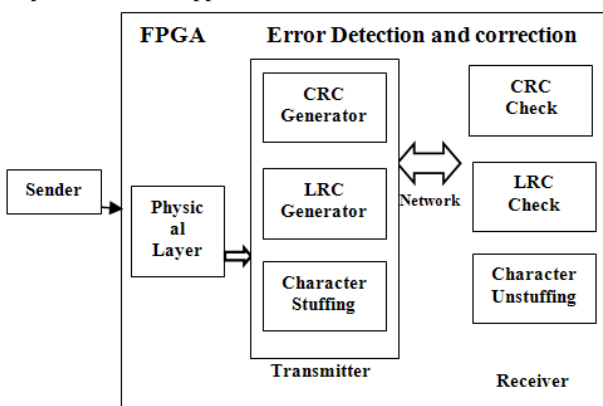 FPGA
Error Detection and correction
CRC
Generator
CRC
Check
Sender
Physic
al
Layer
LRC
Generator
Network
LRC
Check
Character
Stuffing
Character
Unstuffing
Transmitter
Receiver